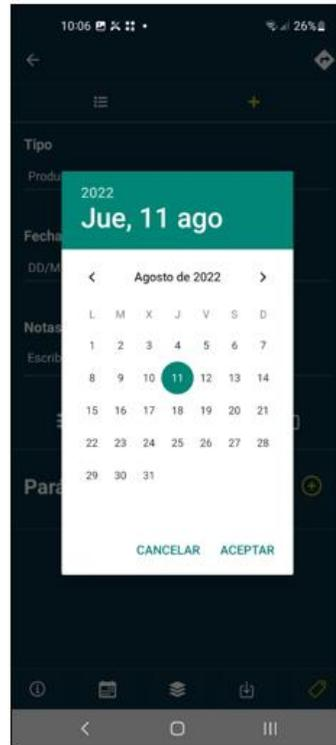 10:06
26%
Tipo
Produ
Fecha
DD/M
Notas
Escrib
Pará
2022
Jue, 11 ago
Agosto de 2022
L M X J V S D
1 2 3 4 5 6 7
8 9 10 11 12 13 14
15 16 17 18 19 20 21
22 23 24 25 26 27 28
29 30 31
CANCELAR ACEPTAR